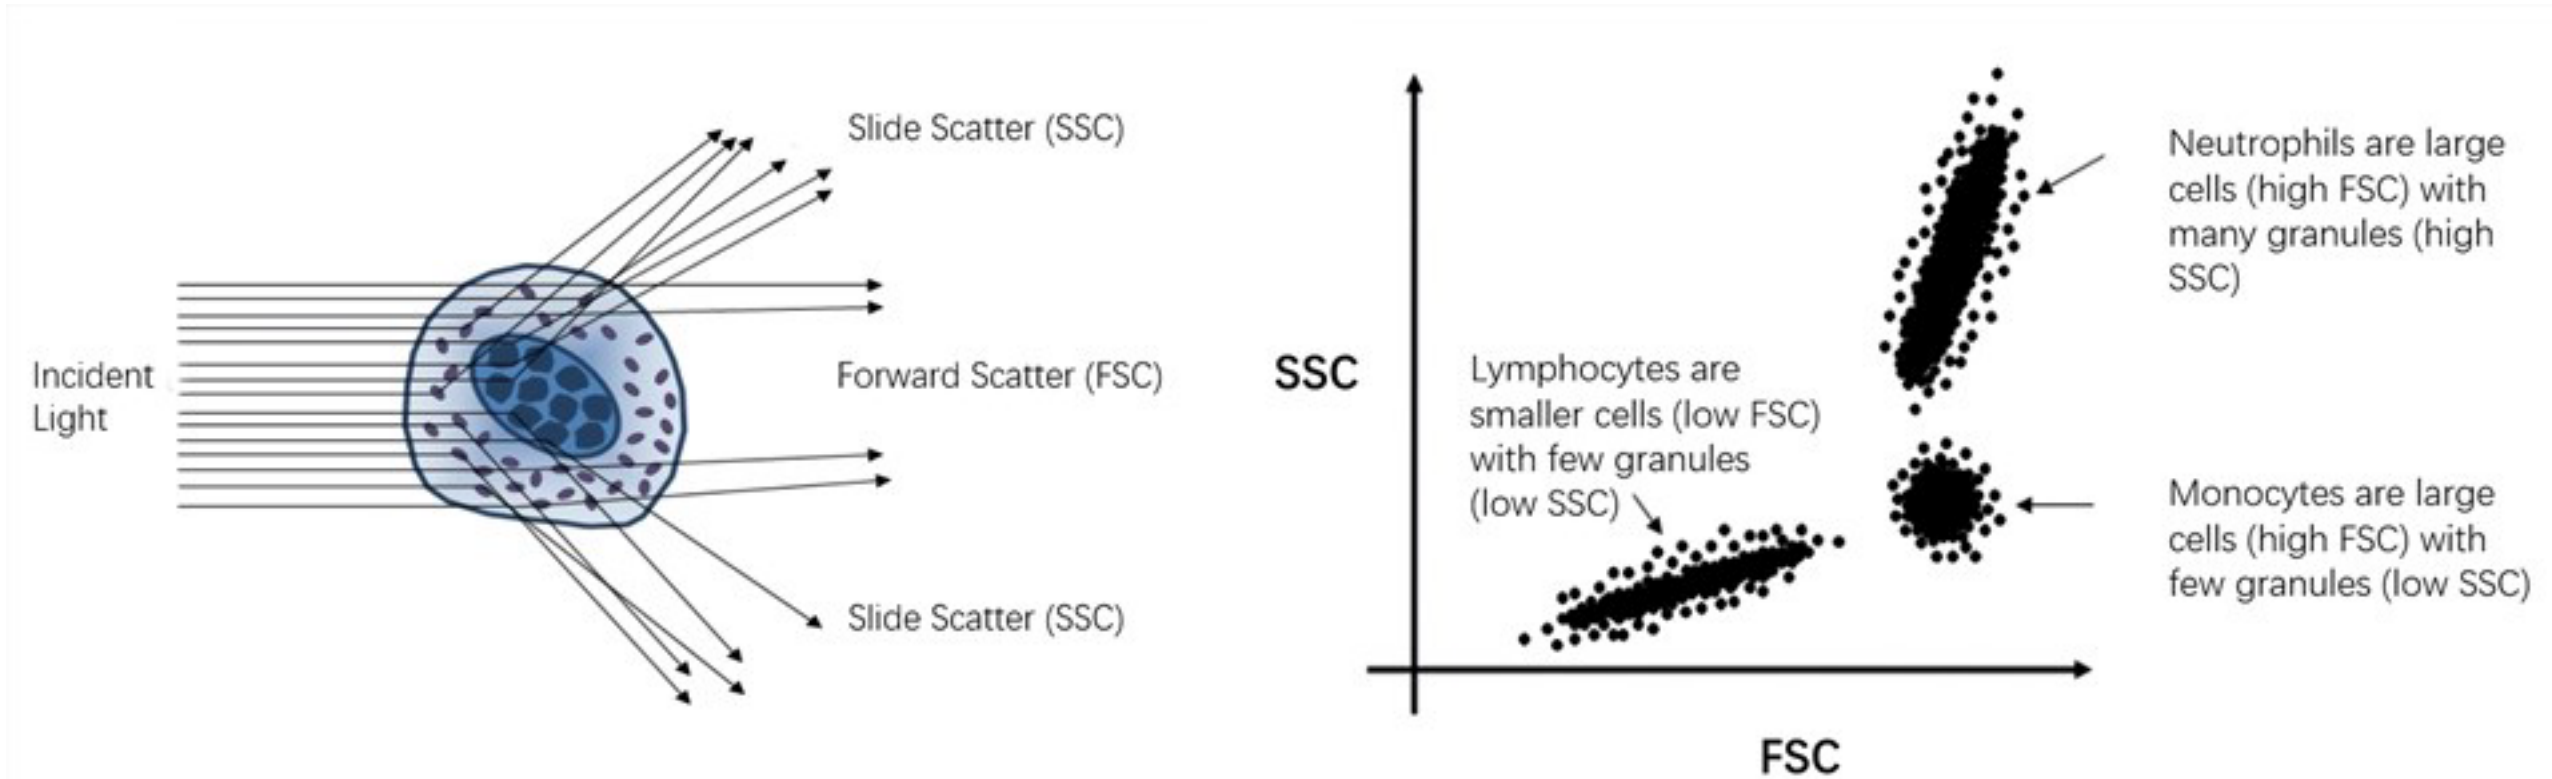 Slide Scatter (SSC)
Incident
Light
Forward Scatter (FSC)
Slide Scatter (SSC)
SSC
FSC
Lymphocytes are
smaller cells (low FSC)
with few granules
(low SSC)
Neutrophils are large
cells (high FSC) with
many granules (high
SSC)
Monocytes are large
cells (high FSC) with
few granules (low SSC)